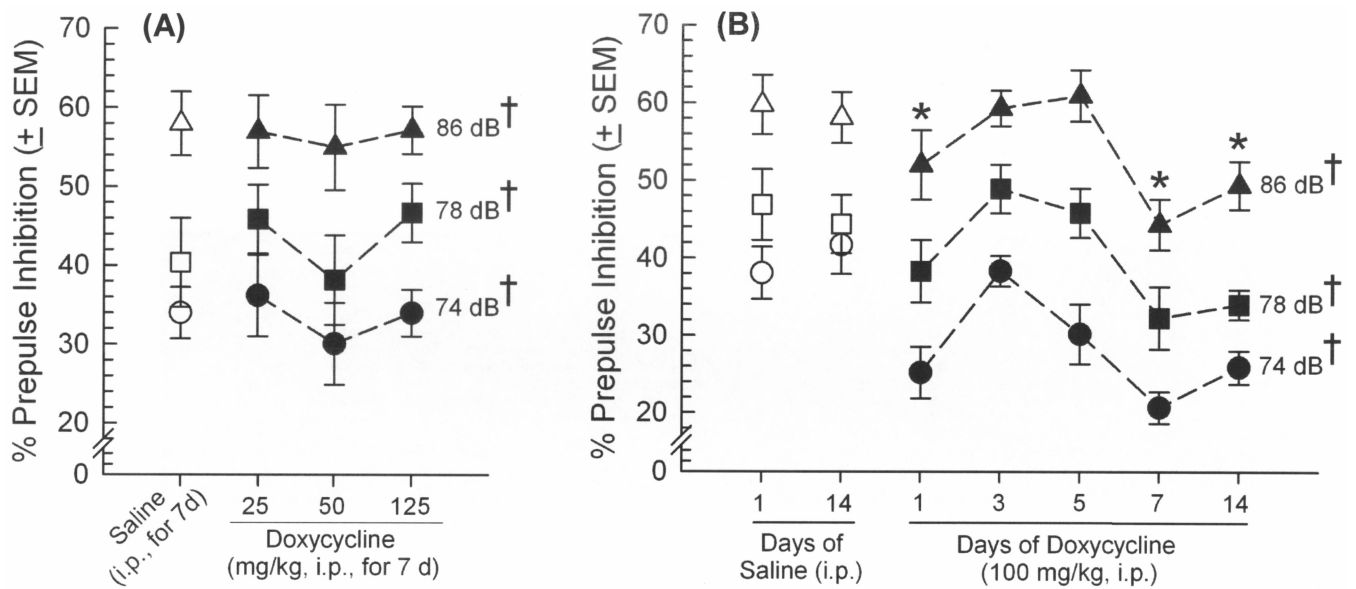 (A)
% Prepulse Inhibition (± SEM)
70
60
50
40
30
20
0
86 dB†
78 dB†
74 dB†
Saline
(i.p., for 7d)
25 50 125
Doxycycline
(mg/kg, i.p., for 7 d)
(B)
% Prepulse Inhibition (± SEM)
70
60
50
40
30
20
0
*
*
*
86 dB†
78 dB†
74 dB†
1 14
Days of
Saline (i.p.)
1 3 5 7 14
Days of Doxycycline
(100 mg/kg, i.p.)